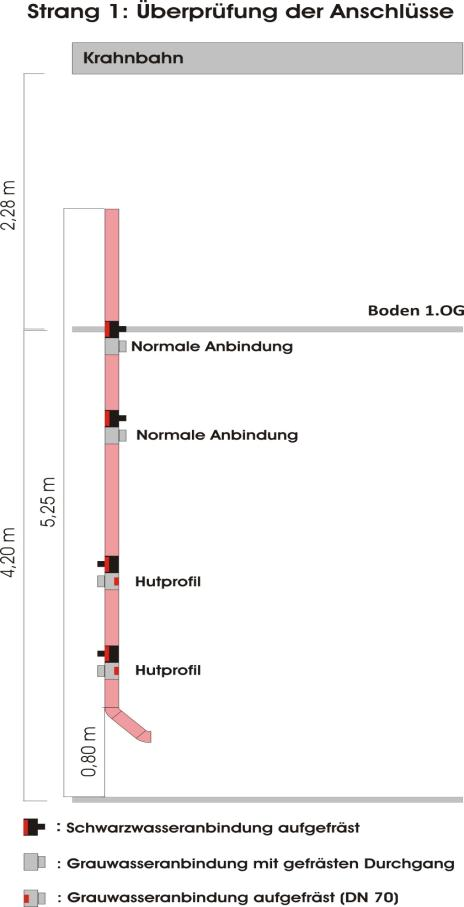 Strang 1: Überprüfung der Anschlüsse
Krahnbahn
2,28 m
Boden 1.OG
Normale Anbindung
Normale Anbindung
5,25 m
4,20 m
Hutprofil
Hutprofil
0,80 m
: Schwarzwasseranbindung aufgefräst
: Grauwasseranbindung mit gefrästen Durchgang
: Grauwasseranbindung aufgefräst (DN 70)